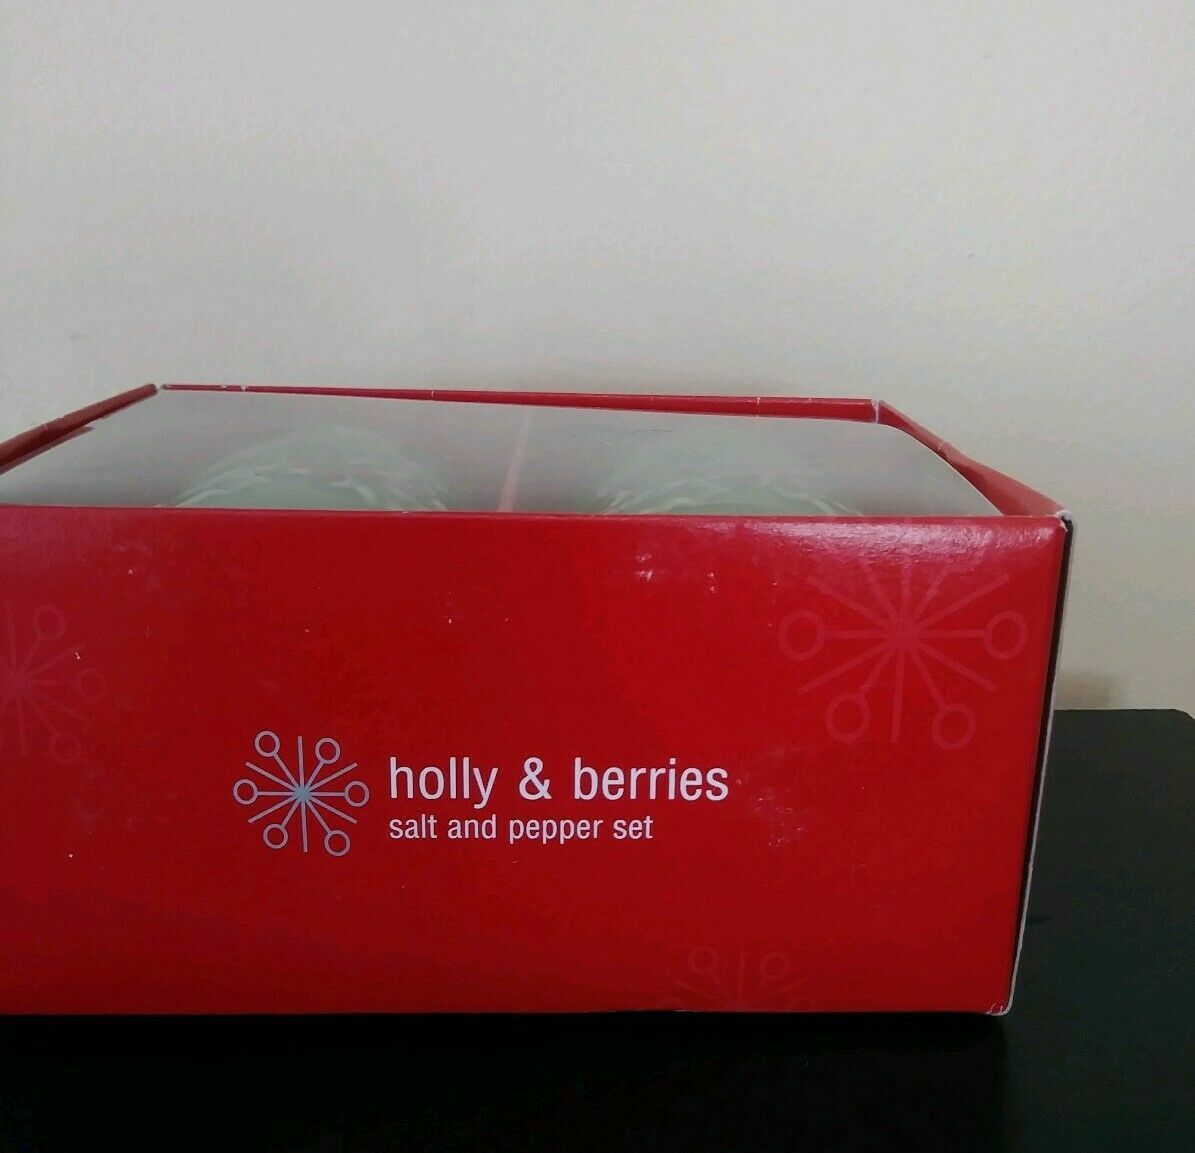 holly & berries
salt and pepper set